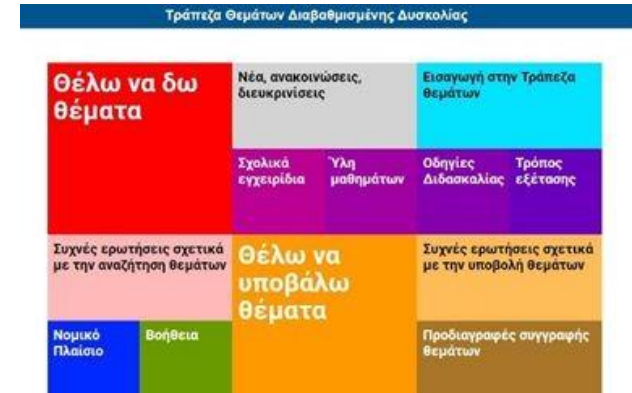 Τράπεζα Θεμάτων Διαβαθμισμένης Δυσκολίας
Θέλω να δω
θέματα
Νέα, ανακοινώσεις,
διευκρινίσεις
Εισαγωγή στην Τράπεζα
θεμάτων
Σχολικά
εγχειρίδια
Ύλη
μαθημάτων
Οδηγίες
Διδασκαλίας
Τρόπος
εξέτασης
Συχνές ερωτήσεις σχετικά
με την αναζήτηση θεμάτων
Θέλω να
υποβάλω
θέματα
Συχνές ερωτήσεις σχετικά
με την υποβολή θεμάτων
Νομικό
Πλαίσιο
Βοήθεια
Προδιαγραφές συγγραφής
θεμάτων